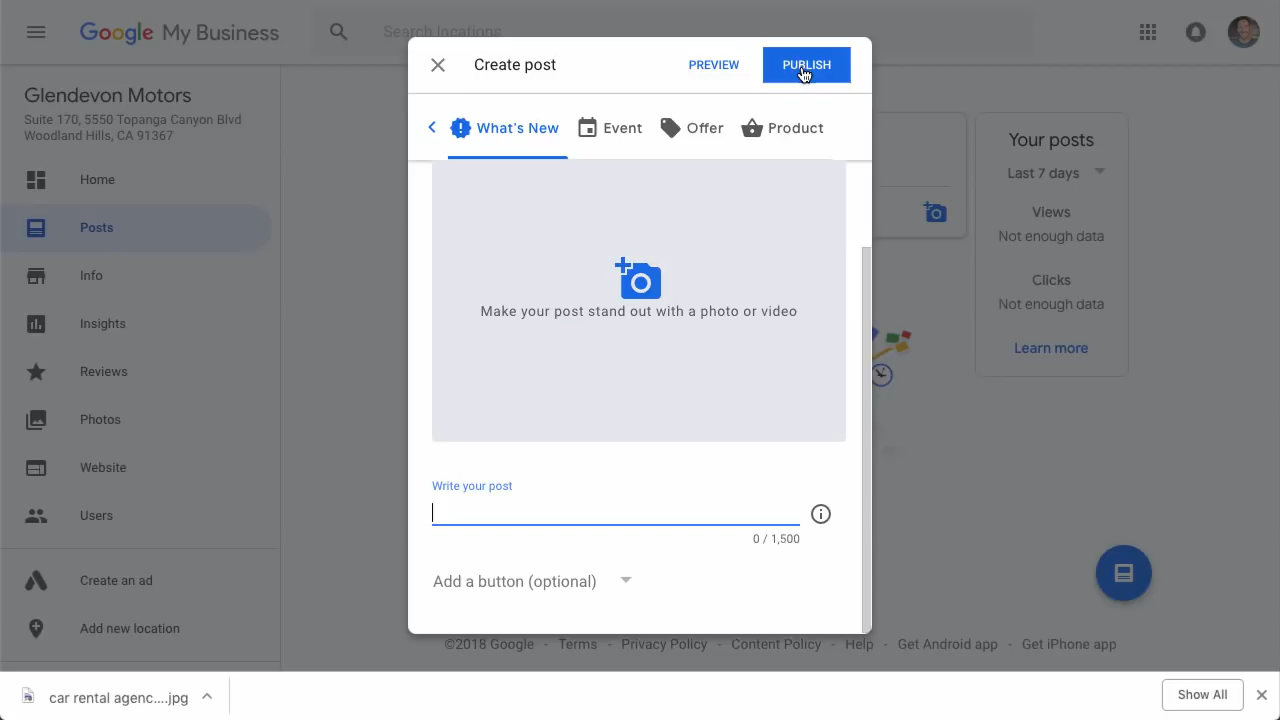 Google My Business
Search locations
Create post
PREVIEW
PUBLISH
Glendevon Motors
Suite 170, 5550 Topanga Canyon Blvd
Woodland Hills, CA 91367
What's New
Event
Offer
Product
Home
Posts
Info
Insights
Reviews
Photos
Website
Users
Create an ad
Add new location
Make your post stand out with a photo or video
Write your post
0 / 1,500
Add a button (optional)
Your posts
Last 7 days
Views
Not enough data
Clicks
Not enough data
Learn more
©2018 Google - Terms - Privacy Policy - Content Policy - Help - Get Android app - Get iPhone app
car rental agenc....jpg
Show All